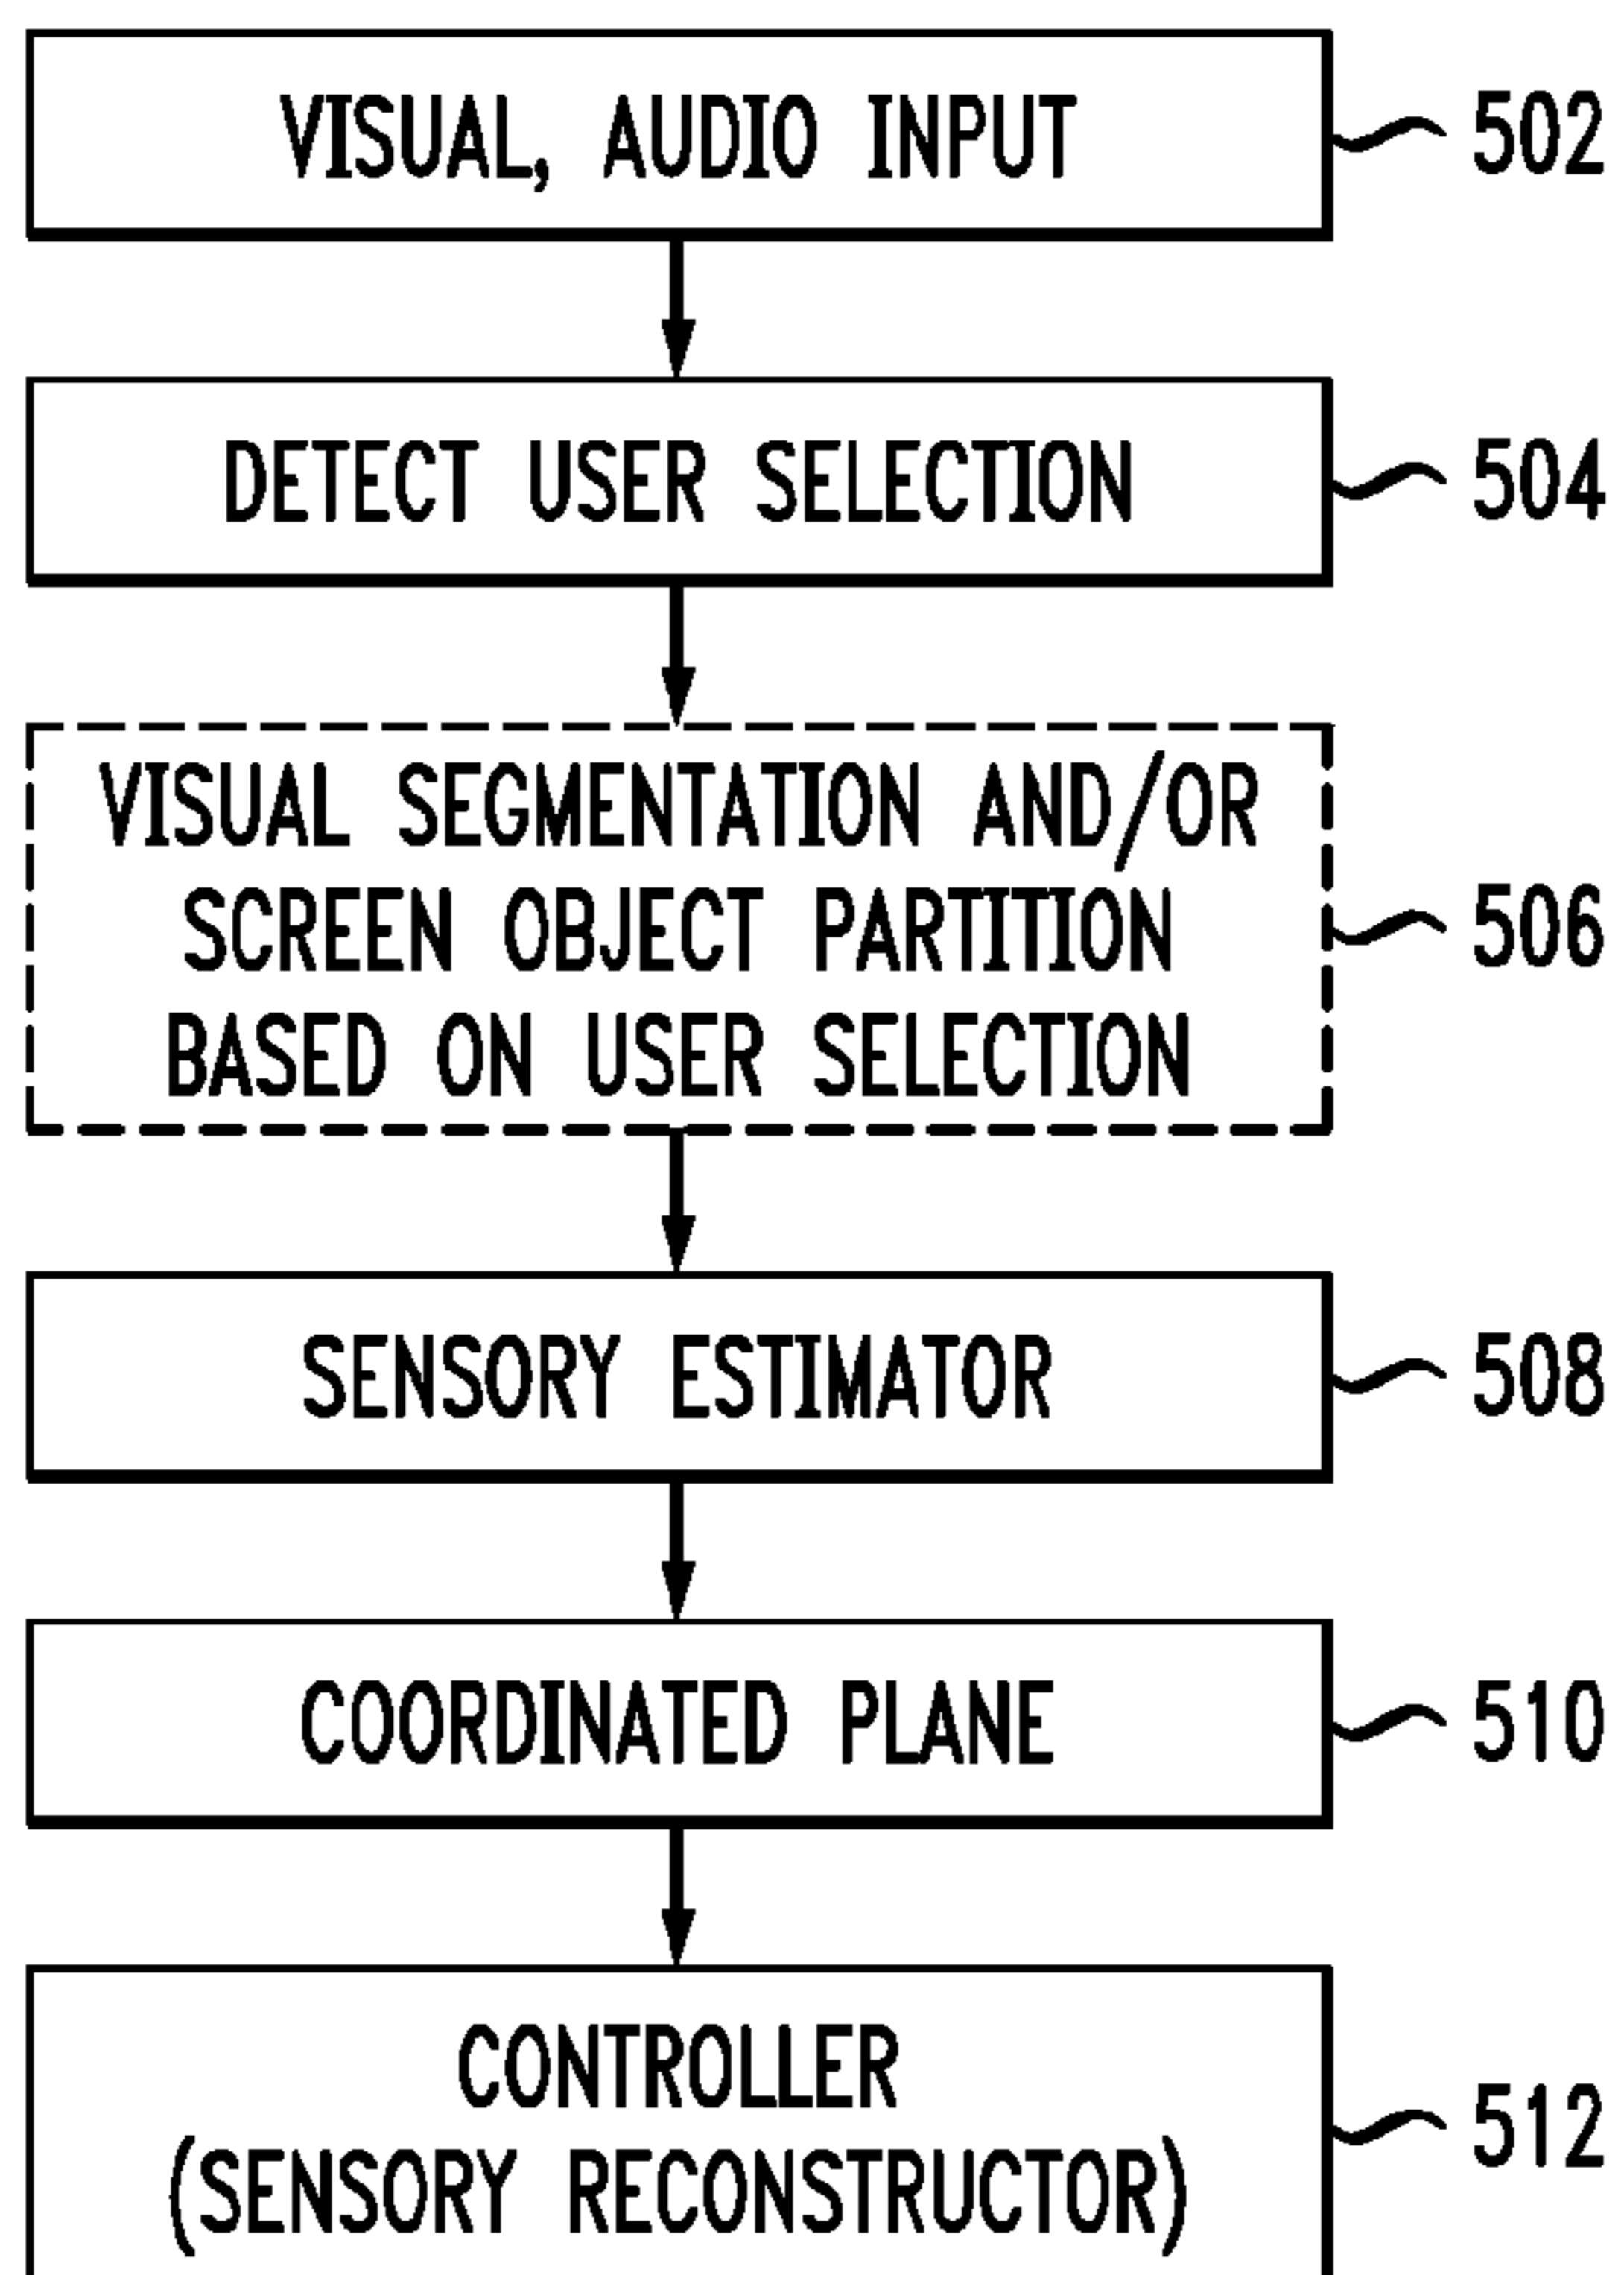 VISUAL, AUDIO INPUT
502
DETECT USER SELECTION
504
VISUAL SEGMENTATION AND/OR
SCREEN OBJECT PARTITION
BASED ON USER SELECTION
506
SENSORY ESTIMATOR
508
COORDINATED PLANE
510
CONTROLLER
(SENSORY RECONSTRUCTOR)
512